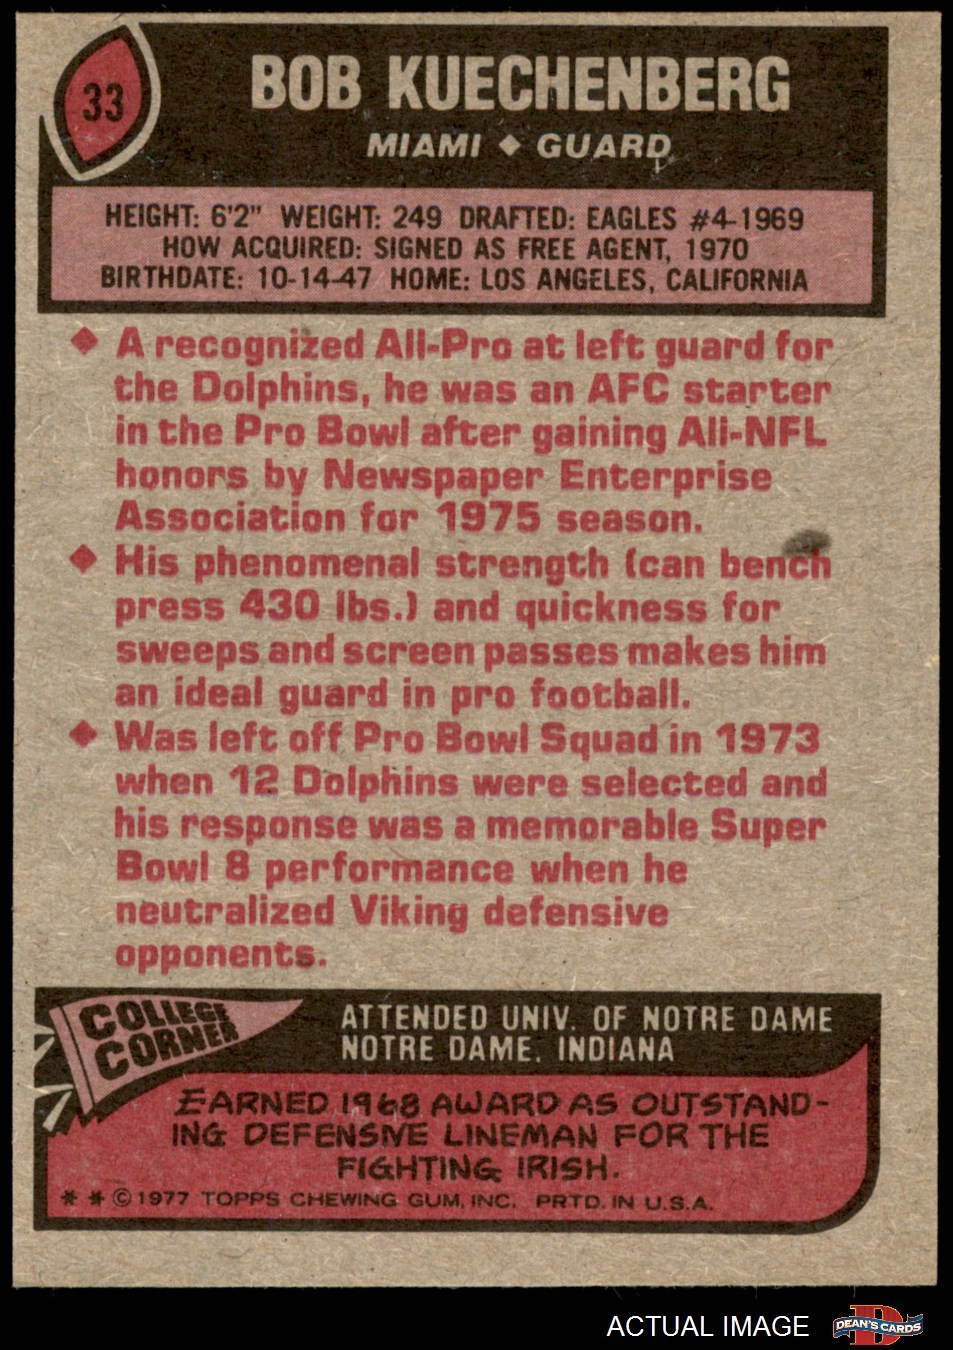 33
BOB KUECHENBERG
MIAMI ◆ GUARD
HEIGHT: 6'2" WEIGHT: 249 DRAFTED: EAGLES #4-1969
HOW ACQUIRED: SIGNED AS FREE AGENT, 1970
BIRTHDATE: 10-14-47 HOME: LOS ANGELES, CALIFORNIA
◆ A recognized All-Pro at left guard for
the Dolphins, he was an AFC starter
in the Pro Bowl after gaining All-NFL
honors by Newspaper Enterprise
Association for 1975 season.
◆ His phenomenal strength (can bench
press 430 lbs.) and quickness for
sweeps and screen passes makes him
an ideal guard in pro football.
◆ Was left off Pro Bowl Squad in 1973
when 12 Dolphins were selected and
his response was a memorable Super
Bowl 8 performance when he
neutralized Viking defensive
opponents.
COLLEGE
CORNER
ATTENDED UNIV. OF NOTRE DAME
NOTRE DAME, INDIANA
EARNED 1968 AWARD AS OUTSTAND-
ING DEFENSIVE LINEMAN FOR THE
FIGHTING IRISH.
* * © 1977 TOPPS CHEWING GUM, INC. PRTD. IN U.S.A.
ACTUAL IMAGE
D
DEAN'S CARDS